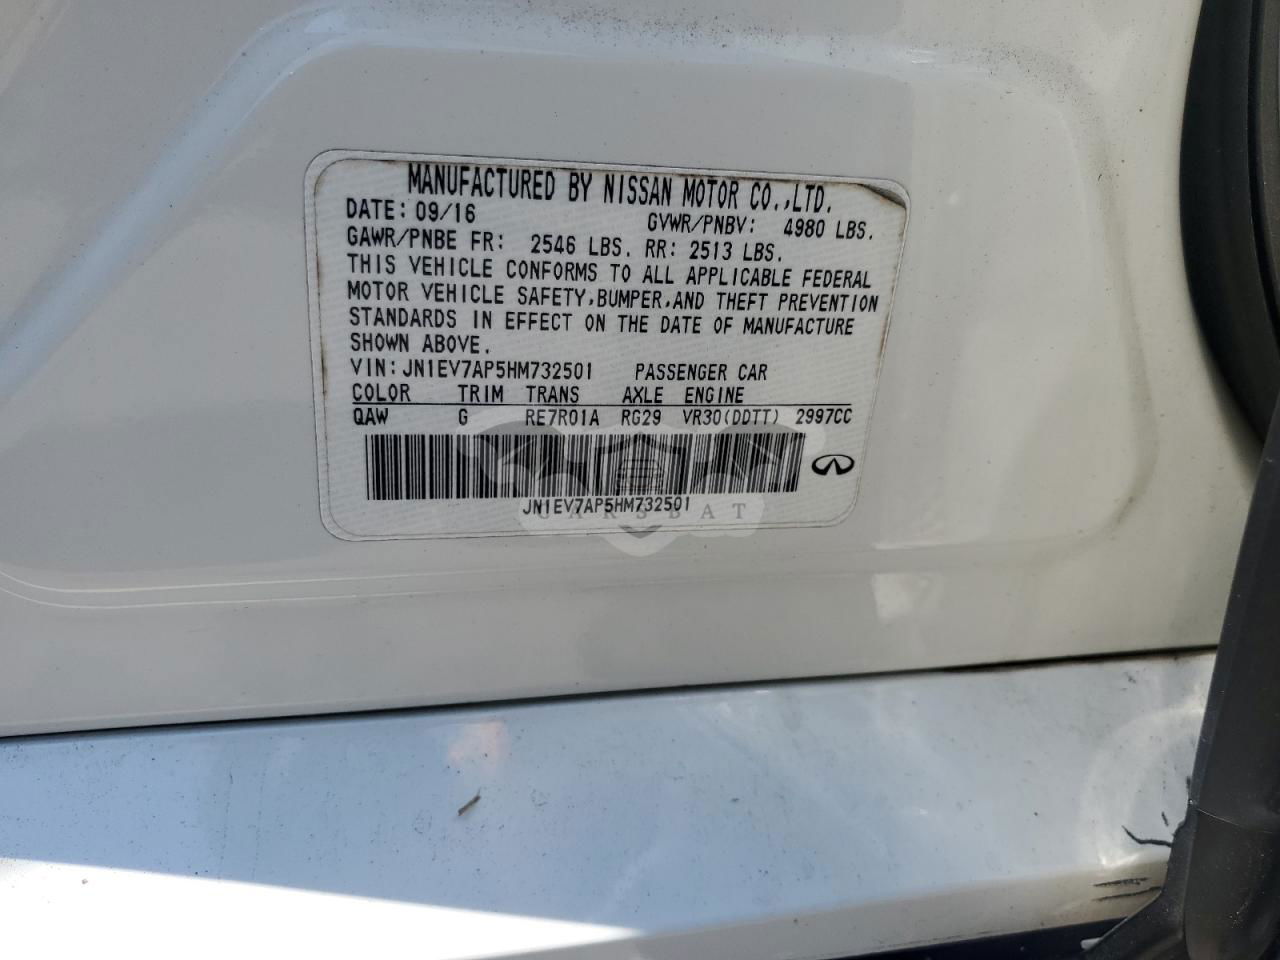 MANUFACTURED BY NISSAN MOTOR CO.,LTD.
DATE: 09/16 GVWR/PNBV: 4980 LBS.
GAWR/PNBE FR: 2546 LBS. RR: 2513 LBS.
THIS VEHICLE CONFORMS TO ALL APPLICABLE FEDERAL
MOTOR VEHICLE SAFETY,BUMPER,AND THEFT PREVENTION
STANDARDS IN EFFECT ON THE DATE OF MANUFACTURE
SHOWN ABOVE.
VIN: JN1EV7AP5HM732501 PASSENGER CAR
COLOR TRIM TRANS AXLE ENGINE
QAW G RE7R01A RG29 VR30(DDTT) 2997CC
JN1EV7AP5HM732501
CARSBAT